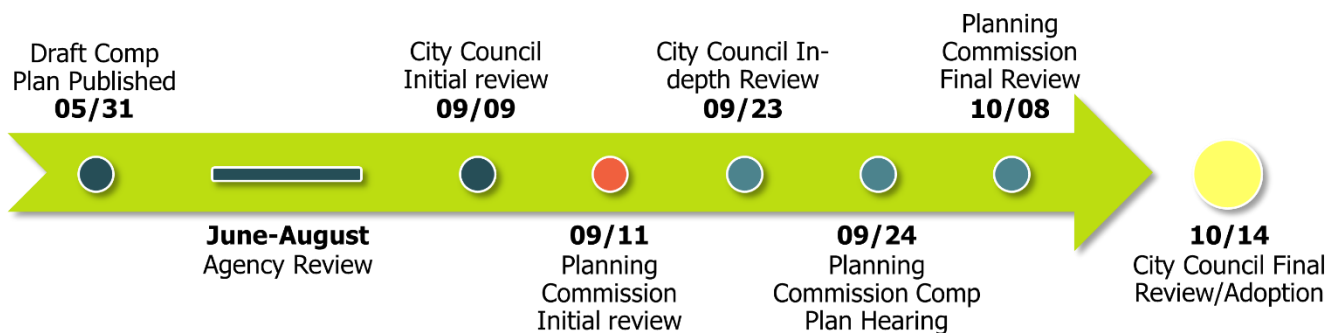 Draft Comp
Plan Published
05/31
June-August
Agency Review
City Council
Initial review
09/09
09/11
Planning
Commission
Initial review
City Council In-
depth Review
09/23
09/24
Planning
Commission Comp
Plan Hearing
Planning
Commission
Final Review
10/08
10/14
City Council Final
Review/Adoption